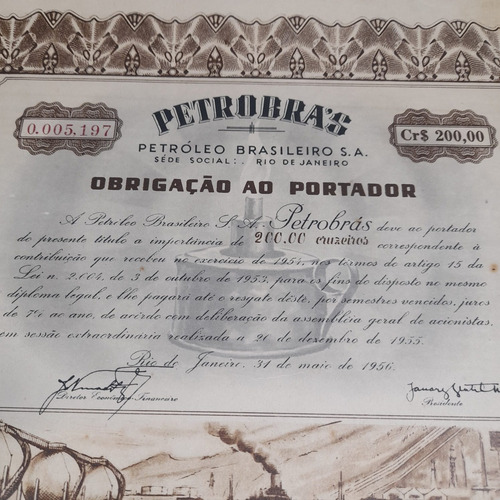 PETROBRÁS
0.005,197
Cr$ 200,00
PETRÓLEO BRASILEIRO S.A.
SÉDE SOCIAL: RIO DE JANEIRO
OBRIGAÇÃO AO PORTADOR
A Petróleo Brasileiro S. A. Petrobrás deve ao portador
do presente título a importância de 200.00 cruzeiros correspondente à
contribuição que recebeu no exercício de 1954, nos têrmos do artigo 15 da
Lei n. 2.004, de 3 de outubro de 1953, para os fins do disposto no mesmo
diploma legal, e lhe pagará até o resgate dêste, por semestres vencidos, juros
de 7% ao ano, de acôrdo com deliberação da assembléia geral de acionistas,
em sessão extraordinaria realizada a 26 de dezembro de 1955.
Rio de Janeiro, 31 de maio de 1956.
Diretor Econômico-Financeiro
Presidente